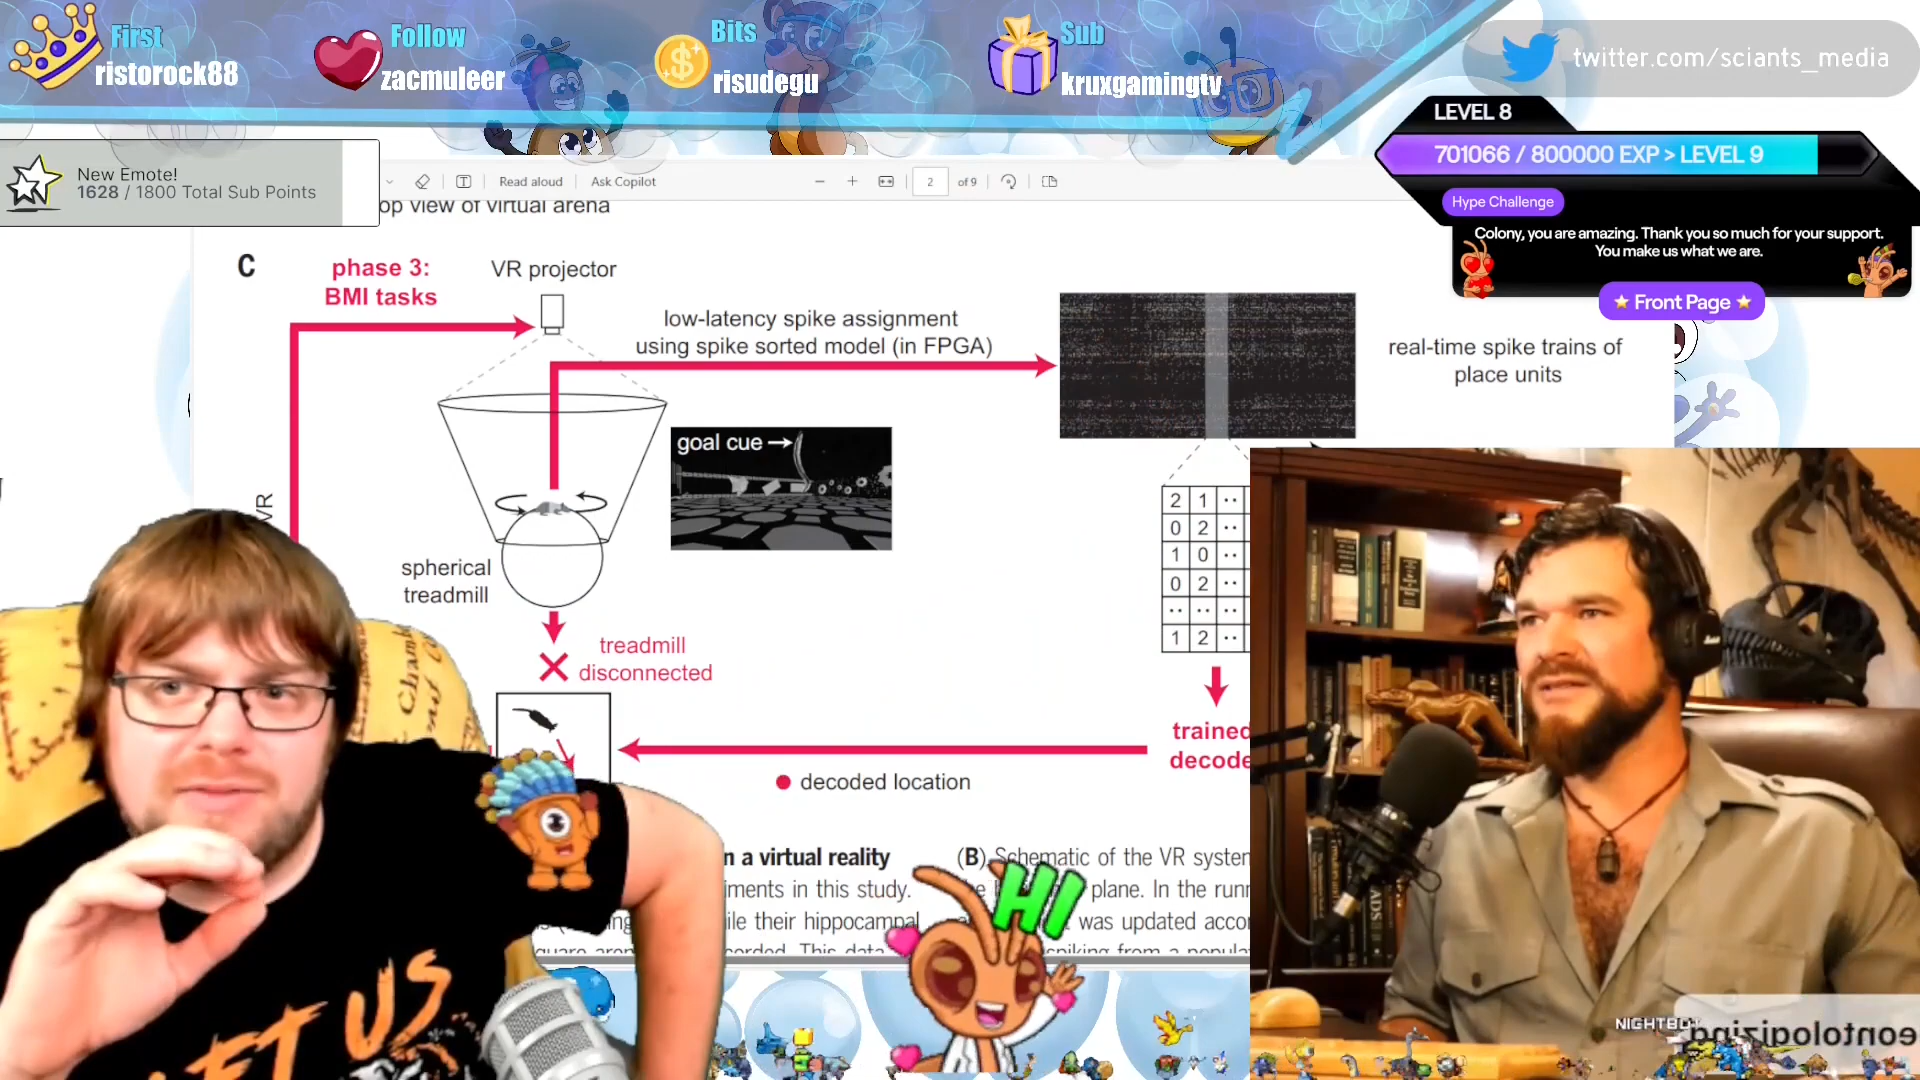 First
ristorock88
Follow
zacmuleer
Bits
risudegu
Sub
kruxgamingtv
twitter.com/sciants_media
LEVEL 8
701066 / 800000 EXP > LEVEL 9
Hype Challenge
Colony, you are amazing. Thank you so much for your support.
You make us what we are.
Front Page
New Emote!
1628 / 1800 Total Sub Points
Read aloud
Ask Copilot
2
of 9
op view of virtual arena
C
phase 3:
BMI tasks
VR projector
low-latency spike assignment
using spike sorted model (in FPGA)
real-time spike trains of
place units
goal cue
VR
spherical
treadmill
2 1 ..
0 2 ..
1 0 ..
0 2 ..
.. .. ..
1 2 ..
treadmill
disconnected
trained
decode
decoded location
n a virtual reality
iments in this study.
ile their hippocampal
(B) Schematic of the VR system
plane. In the runn
was updated accor
HI
ET US
NIGHTBOT
eontologizing